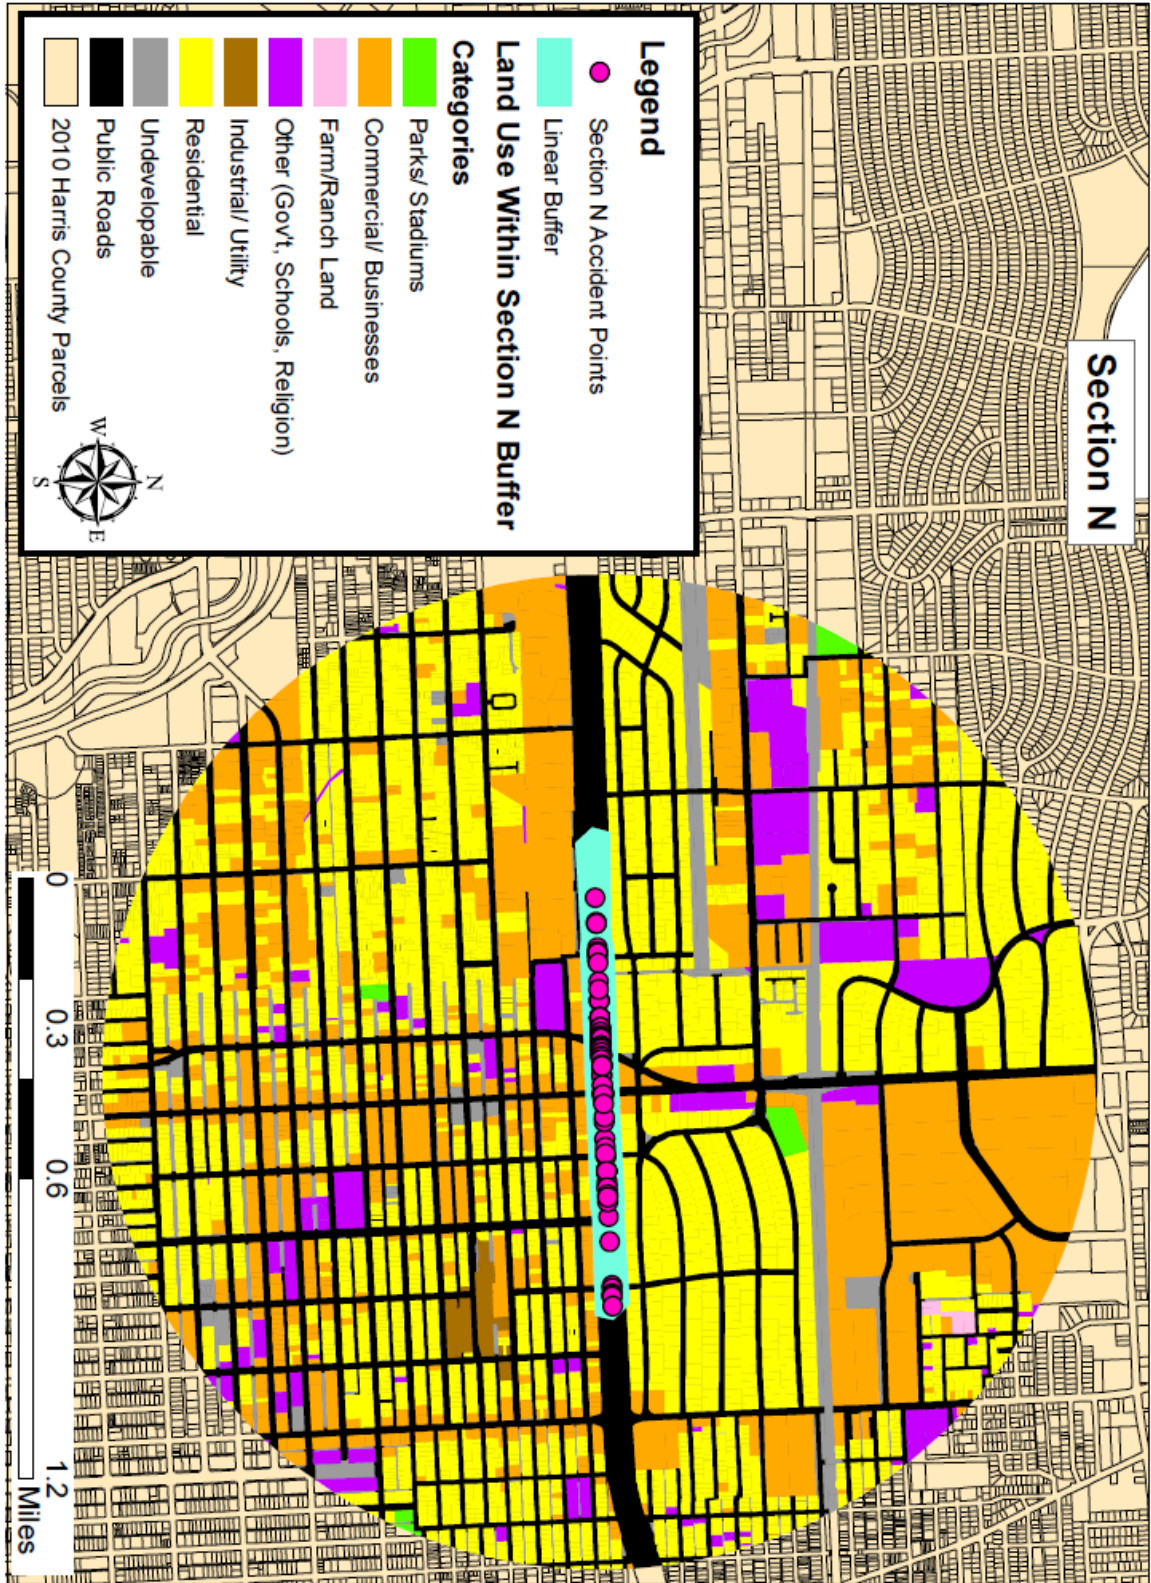 Section N
Legend
Section N Accident Points
Linear Buffer
Land Use Within Section N Buffer
Categories
Parks/ Stadiums
Commercial/ Businesses
Farm/Ranch Land
Other (Gov't, Schools, Religion)
Industrial/ Utility
Residential
Undevelopable
Public Roads
2010 Harris County Parcels
N
W
E
S
0 0.3 0.6 1.2
Miles